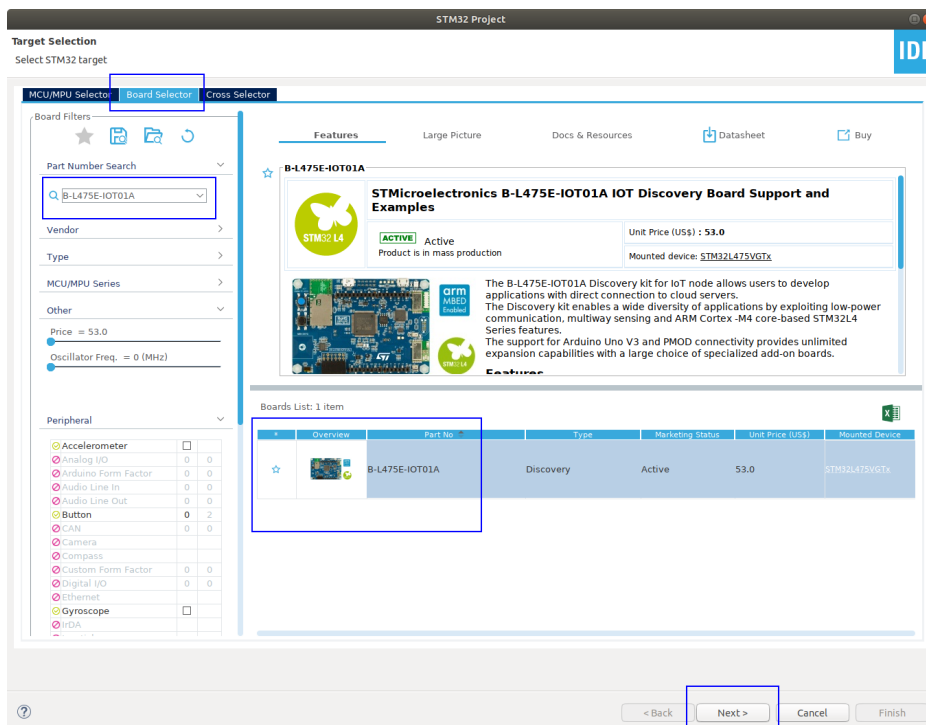 STM32 Project
Target Selection
Select STM32 target
IDE
MCU/MPU Selector Board Selector Cross Selector
Board Filters
Part Number Search
B-L475E-IOT01A
Vendor
Type
MCU/MPU Series
Other
Price = 53.0
Oscillator Freq. = 0 (MHz)
Peripheral
Accelerometer
Analog I/O 0 0
Arduino Form Factor 0 0
Audio Line In 0 0
Audio Line Out 0 0
Button 0 2
CAN 0 0
Camera
Compass
Custom Form Factor 0 0
Digital I/O 0 0
Ethernet
Gyroscope
IrDA
Features Large Picture Docs & Resources Datasheet Buy
B-L475E-IOT01A
STM32 L4
STMicroelectronics B-L475E-IOT01A IOT Discovery Board Support and
Examples
ACTIVE Active
Product is in mass production
Unit Price (US$) : 53.0
Mounted device: STM32L475VGTx
arm
MBED
Enabled
STM32 L4
The B-L475E-IOT01A Discovery kit for IoT node allows users to develop
applications with direct connection to cloud servers.
The Discovery kit enables a wide diversity of applications by exploiting low-power
communication, multiway sensing and ARM Cortex -M4 core-based STM32L4
Series features.
The support for Arduino Uno V3 and PMOD connectivity provides unlimited
expansion capabilities with a large choice of specialized add-on boards.
Features
Boards List: 1 item
* Overview Part No Type Marketing Status Unit Price (US$) Mounted Device
B-L475E-IOT01A Discovery Active 53.0 STM32L475VGTx
? < Back Next > Cancel Finish